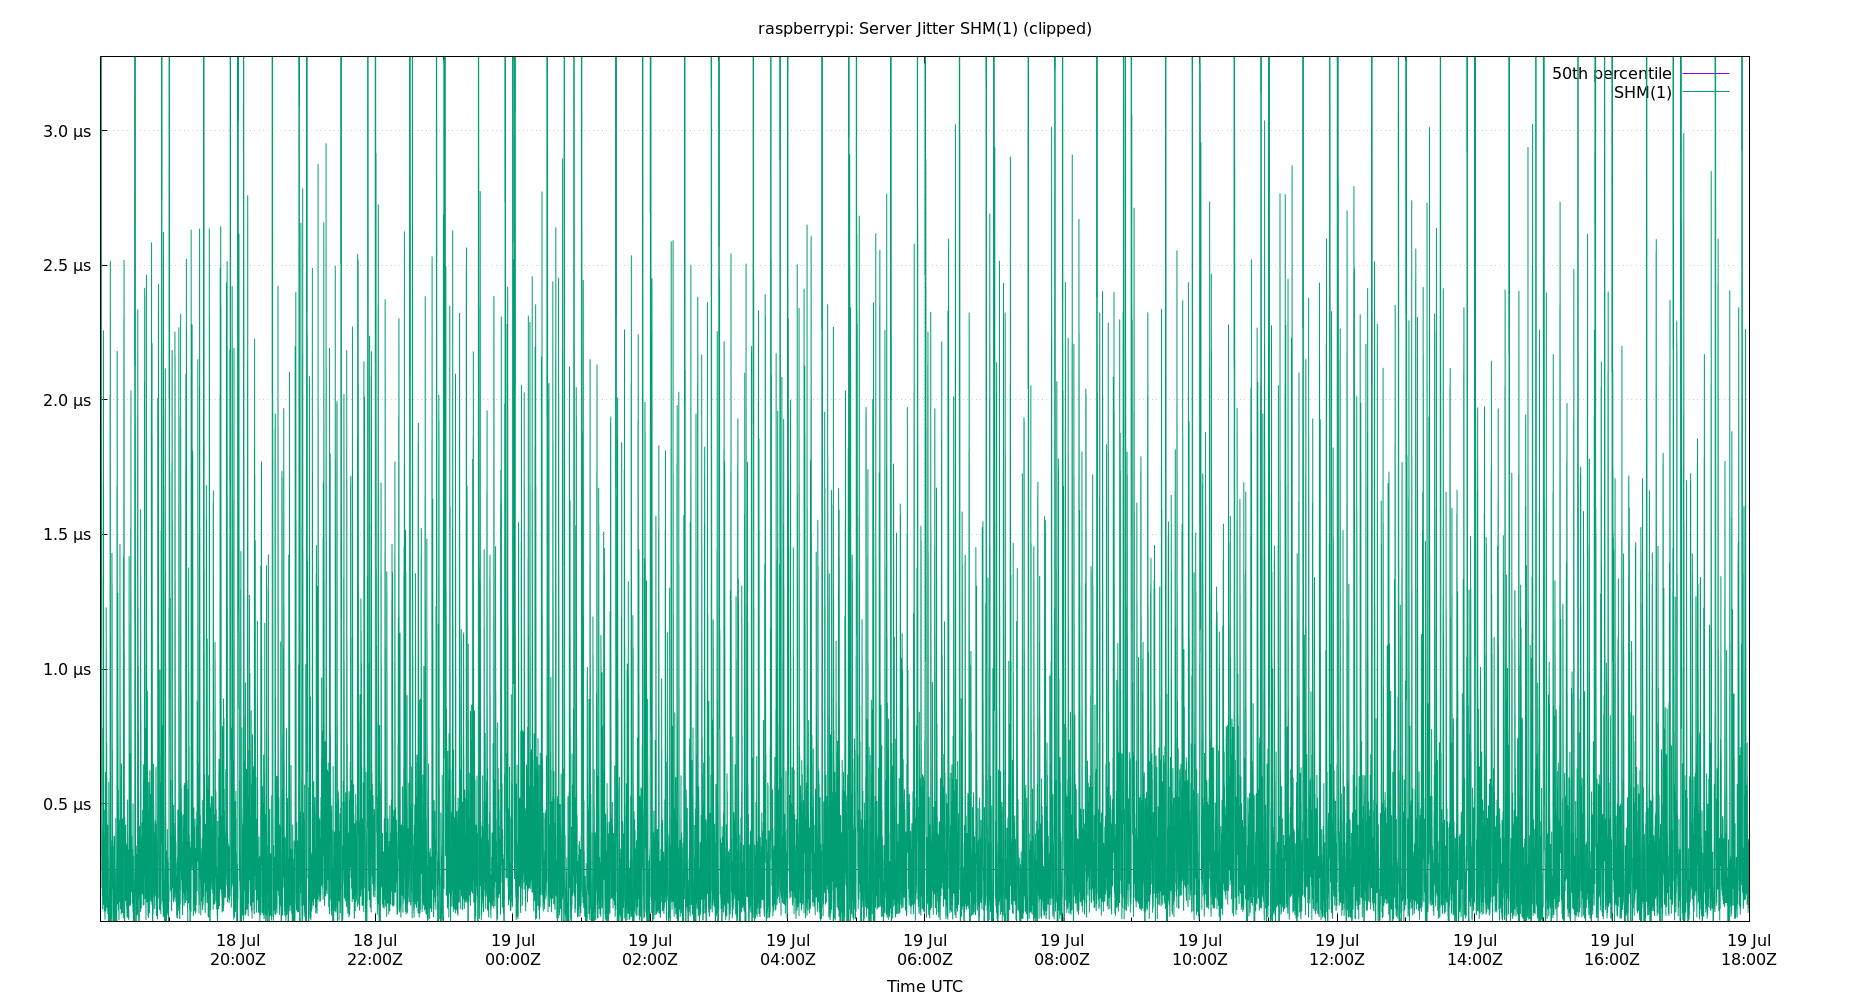 raspberrypi: Server Jitter SHM(1) (clipped)
50th percentile
SHM(1)
3.0 μs
2.5 μs
2.0 μs
1.5 μs
1.0 μs
0.5 μs
18 Jul 18 Jul 19 Jul 19 Jul 19 Jul 19 Jul 19 Jul 19 Jul 19 Jul 19 Jul 19 Jul 19 Jul
20:00Z 22:00Z 00:00Z 02:00Z 04:00Z 06:00Z 08:00Z 10:00Z 12:00Z 14:00Z 16:00Z 18:00Z
Time UTC